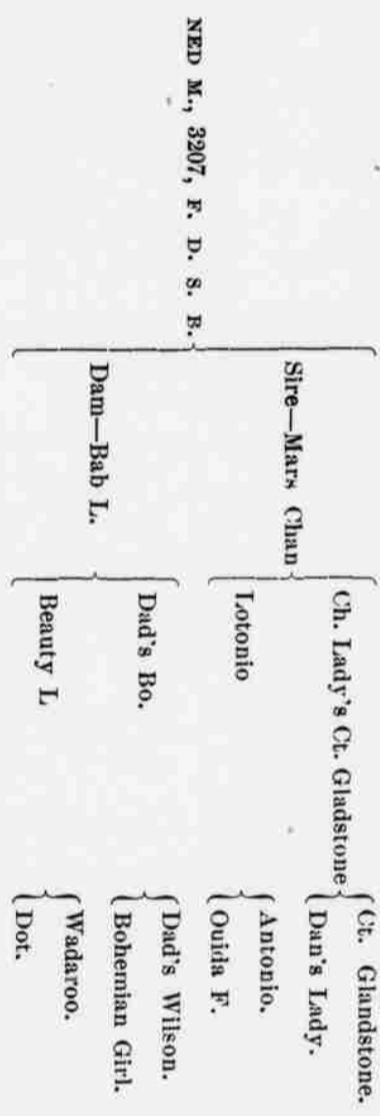 NED M., 3207, F. D. S. B.
Sire—Mars Chan
Dam—Bab L.
Ch. Lady's Ct. Gladstone
Lotonio
Dad's Bo.
Beauty L
Ct. Glandstone.
Dan's Lady.
Antonio.
Ouida F.
Dad's Wilson.
Bohemian Girl.
Wadaroo.
Dot.